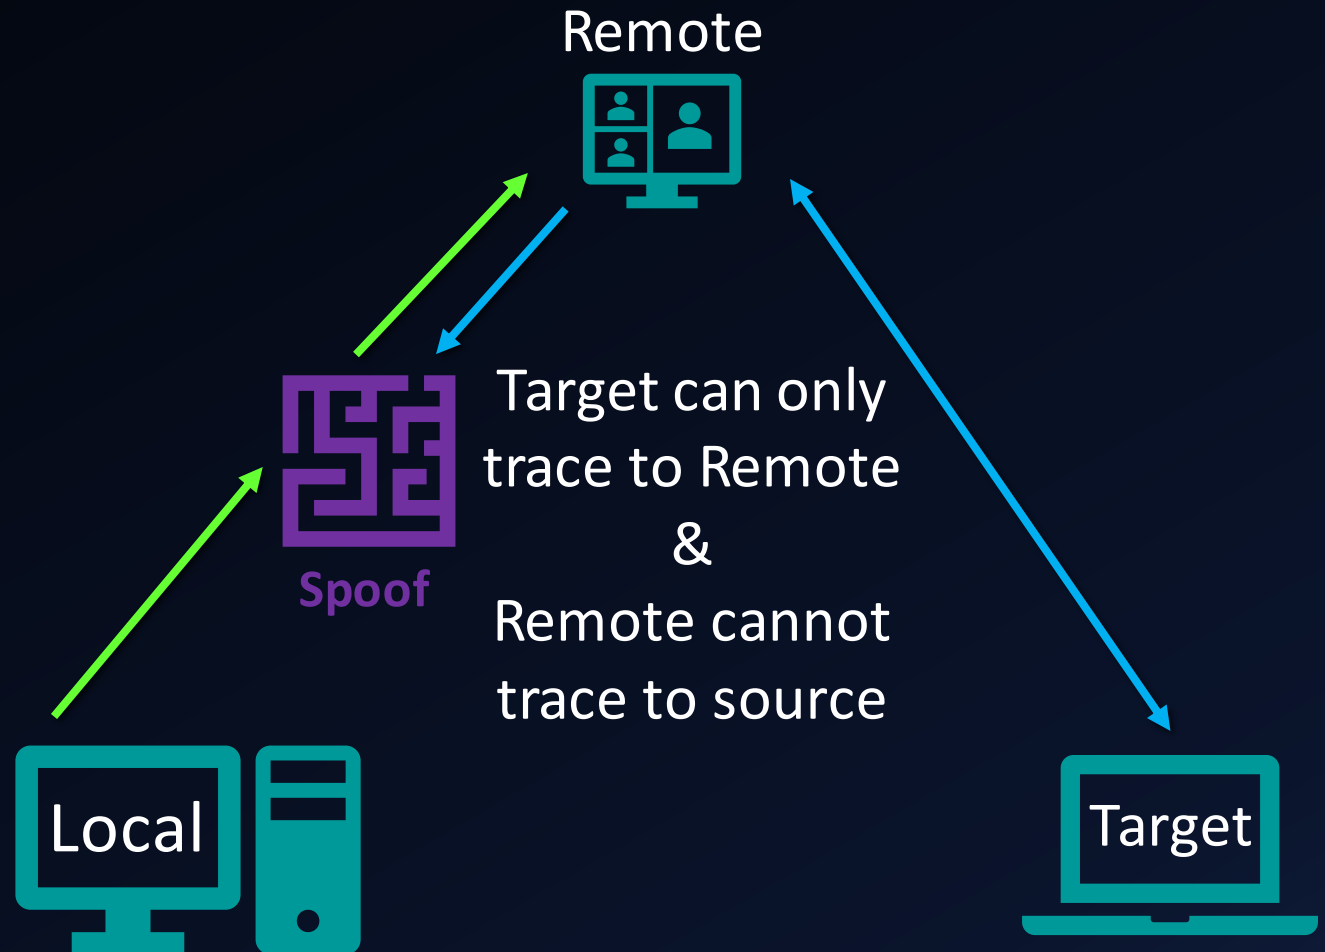 Remote
Target can only
trace to Remote
&
Remote cannot
trace to source
Spoof
Local
Target